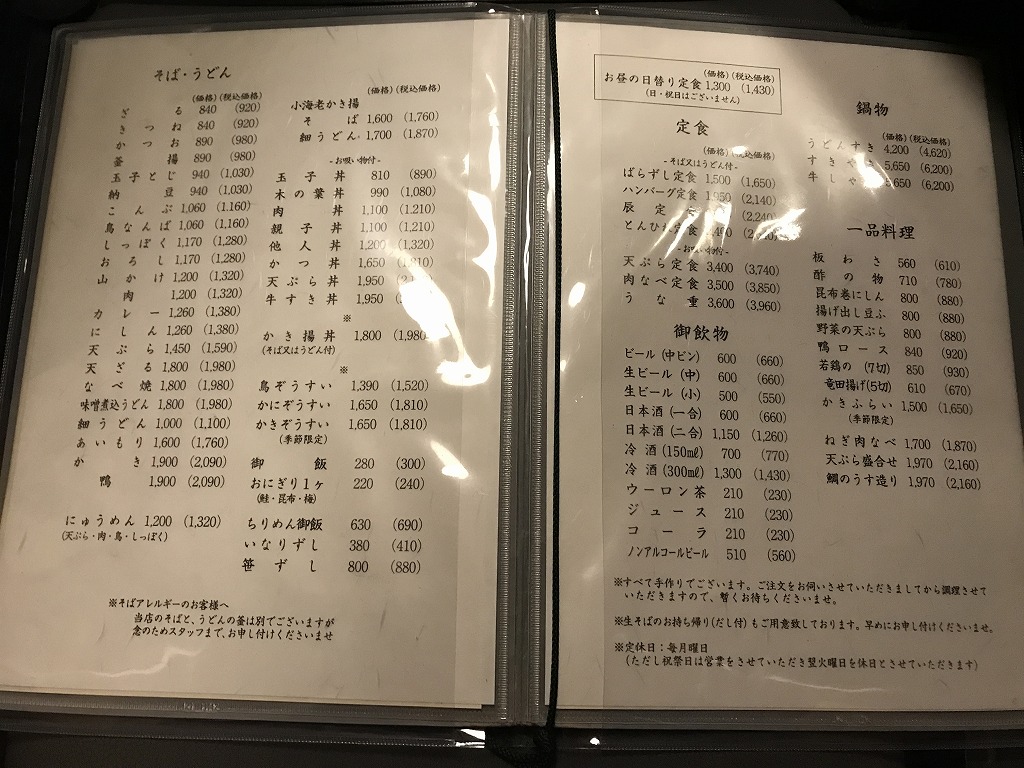 そば・うどん
(価格)(税込価格)
ざる 840 (920)
きつね 840 (920)
かつお 890 (980)
釜揚 890 (980)
玉子とじ 940 (1,030)
納豆 940 (1,030)
こんぶ 1,060 (1,160)
鳥なんば 1,060 (1,160)
しっぽく 1,170 (1,280)
おろし 1,170 (1,280)
山かけ 1,200 (1,320)
肉 1,200 (1,320)
カレー 1,260 (1,380)
にしん 1,260 (1,380)
天ぷら 1,450 (1,590)
天ざる 1,800 (1,980)
なべ焼 1,800 (1,980)
味噌煮込うどん 1,800 (1,980)
細うどん 1,000 (1,100)
あいもり 1,600 (1,760)
かき 1,900 (2,090)
鴨 1,900 (2,090)
にゅうめん 1,200 (1,320)
(天ぷら・肉・鳥・しっぽく)
(価格)(税込価格)
小海老かき揚
そば 1,600 (1,760)
細うどん 1,700 (1,870)
-お吸い物付-
玉子丼 810 (890)
木の葉丼 990 (1,080)
肉丼 1,100 (1,210)
親子丼 1,100 (1,210)
他人丼 1,200 (1,320)
かつ丼 1,650 (1,810)
天ぷら丼 1,950
牛すき丼 1,950
※
かき揚丼 1,800 (1,980)
(そば又はうどん付)
※
鳥ぞうすい 1,390 (1,520)
かにぞうすい 1,650 (1,810)
かきぞうすい 1,650 (1,810)
(季節限定)
御飯 280 (300)
おにぎり1ヶ 220 (240)
(鮭・昆布・梅)
ちりめん御飯 630 (690)
いなりずし 380 (410)
笹ずし 800 (880)
※そばアレルギーのお客様へ
当店のそばと、うどんの釜は別でございますが
念のためスタッフまで、お申し付けくださいませ
(価格)(税込価格)
お昼の日替り定食 1,300 (1,430)
(日・祝日はございません)
定食
(価格)(税込価格)
-そば又はうどん付-
ばらずし定食 1,500 (1,650)
ハンバーグ定食 1,950 (2,140)
辰定
とんひれ定食
-お吸い物付-
天ぷら定食 3,400 (3,740)
肉なべ定食 3,500 (3,850)
うな重 3,600 (3,960)
御飲物
ビール(中ビン) 600 (660)
生ビール(中) 600 (660)
生ビール(小) 500 (550)
日本酒(一合) 600 (660)
日本酒(二合) 1,150 (1,260)
冷酒(150㎖) 700 (770)
冷酒(300㎖) 1,300 (1,430)
ウーロン茶 210 (230)
ジュース 210 (230)
コーラ 210 (230)
ノンアルコールビール 510 (560)
鍋物
(価格)(税込価格)
うどんすき 4,200 (4,620)
すきやき 5,650 (6,200)
牛しゃぶ 5,650 (6,200)
一品料理
板わさ 560 (610)
酢の物 710 (780)
昆布巻にしん 800 (880)
揚げ出し豆ふ 800 (880)
野菜の天ぷら 800 (880)
鴨ロース 840 (920)
若鶏の (7切) 850 (930)
竜田揚げ(5切) 610 (670)
かきふらい 1,500 (1,650)
(季節限定)
ねぎ肉なべ 1,700 (1,870)
天ぷら盛合せ 1,970 (2,160)
鯛のうす造り 1,970 (2,160)
※すべて手作りでございます。ご注文をお伺いさせていただきましてから調理させて
いただきますので、暫くお待ちくださいませ。
※生そばのお持ち帰り(だし付)もご用意致しております。早めにお申し付けくださいませ。
※定休日：毎月曜日
(ただし祝祭日は営業をさせていただき翌火曜日を休日とさせていただきます)